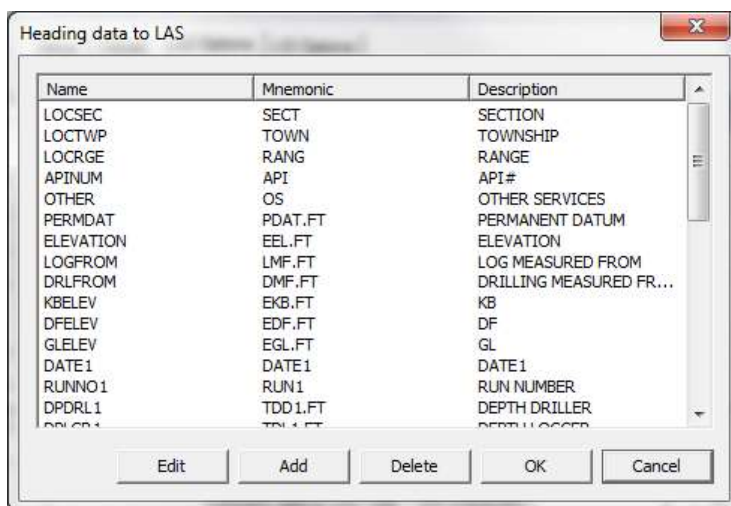 Heading data to LAS
Name Mnemonic Description
LOCSEC SECT SECTION
LOCTWP TOWN TOWNSHIP
LOCRGE RANG RANGE
APINUM API API#
OTHER OS OTHER SERVICES
PERMDAT PDAT.FT PERMANENT DATUM
ELEVATION EEL.FT ELEVATION
LOGFROM LMF.FT LOG MEASURED FROM
DRLFROM DMF.FT DRILLING MEASURED FR...
KBELEV EKB.FT KB
DFELEV EDF.FT DF
GLELEV EGL.FT GL
DATE1 DATE1 DATE1
RUNNO1 RUN1 RUN NUMBER
DPDRL1 TDD1.FT DEPTH DRILLER
Edit Add Delete OK Cancel